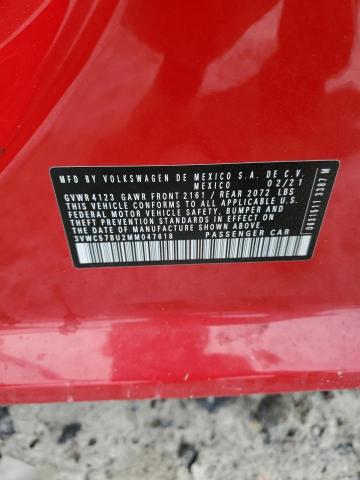 MFD BY VOLKSWAGEN DE MEXICO S.A. DE C.V.
MEXICO 02/21
GVWR 4123 GAWR FRONT 2161 / REAR 2072 LBS
THIS VEHICLE CONFORMS TO ALL APPLICABLE U.S.
FEDERAL MOTOR VEHICLE SAFETY, BUMPER AND
THEFT PREVENTION STANDARDS IN EFFECT ON
THE DATE OF MANUFACTURE SHOWN ABOVE.
3VWC57BU2MM047618 PASSENGER CAR